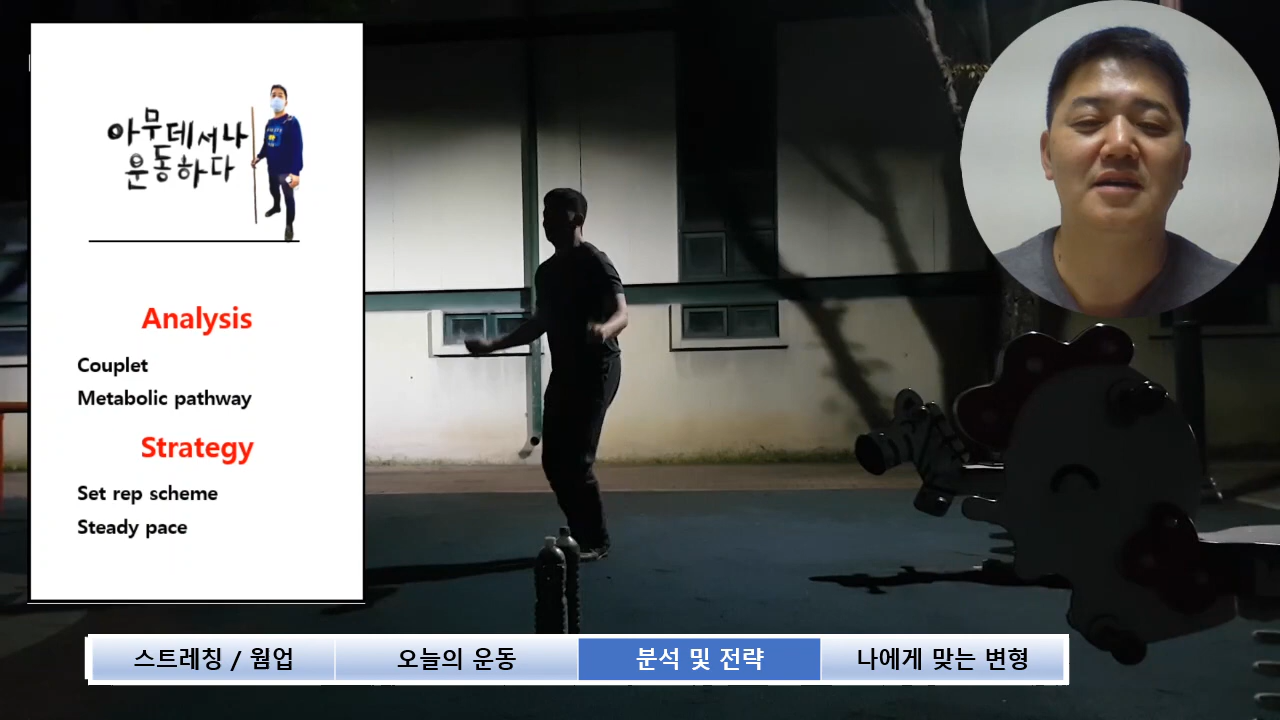 아무데서나
운동하다
Analysis
Couplet
Metabolic pathway
Strategy
Set rep scheme
Steady pace
스트레칭 / 웜업
오늘의 운동
분석 및 전략
나에게 맞는 변형